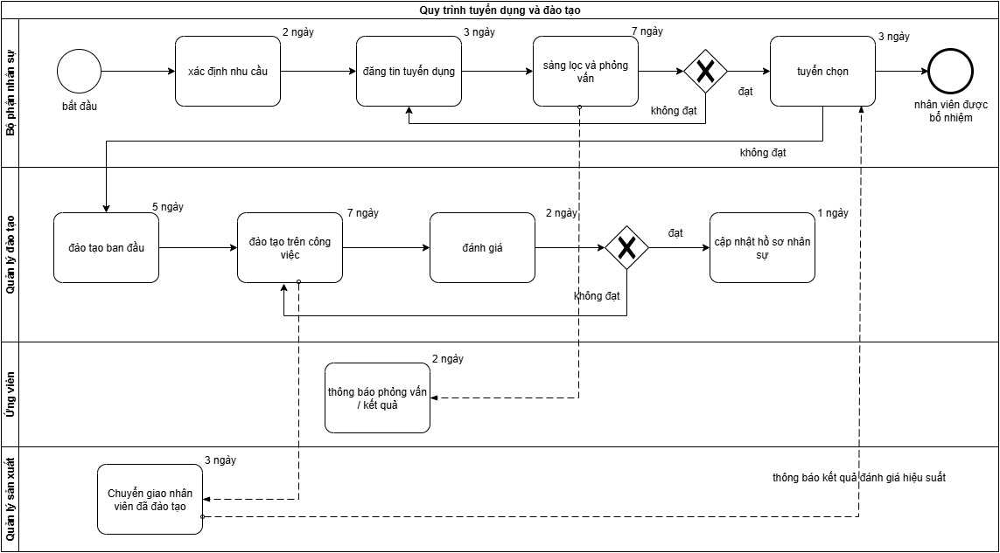 Quy trình tuyển dụng và đào tạo
Bộ phận nhân sự
bắt đầu
xác định nhu cầu
2 ngày
đăng tin tuyển dụng
3 ngày
sàng lọc và phỏng
vấn
7 ngày
đạt
không đạt
tuyển chọn
3 ngày
nhân viên được
bổ nhiệm
không đạt
Quản lý đào tạo
đào tạo ban đầu
5 ngày
đào tạo trên công
việc
7 ngày
đánh giá
2 ngày
đạt
không đạt
cập nhật hồ sơ nhân
sự
1 ngày
Ứng viên
thông báo phỏng vấn
/ kết quả
2 ngày
Quản lý sản xuất
Chuyển giao nhân
viên đã đào tạo
3 ngày
thông báo kết quả đánh giá hiệu suất